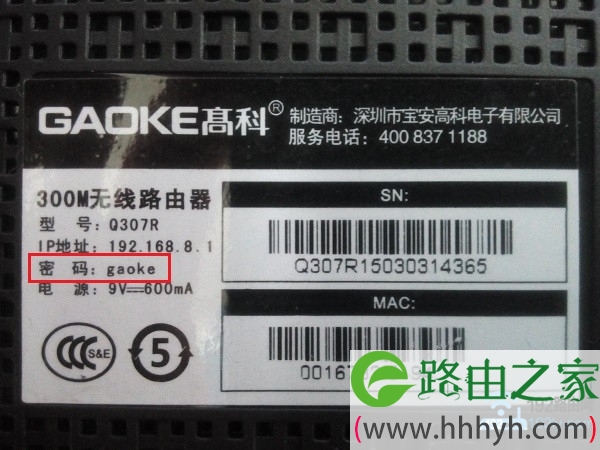 GAOKE高科® 制造商：深圳市宝安高科电子有限公司
服务电话：400 837 1188
300M无线路由器
型 号：Q307R
IP地址：192.168.8.1
密 码：gaoke
电 源：9V⎓600mA
SN:
Q307R15030314365
MAC:
S&E
5
路由之家
(www.hhhyh.com)